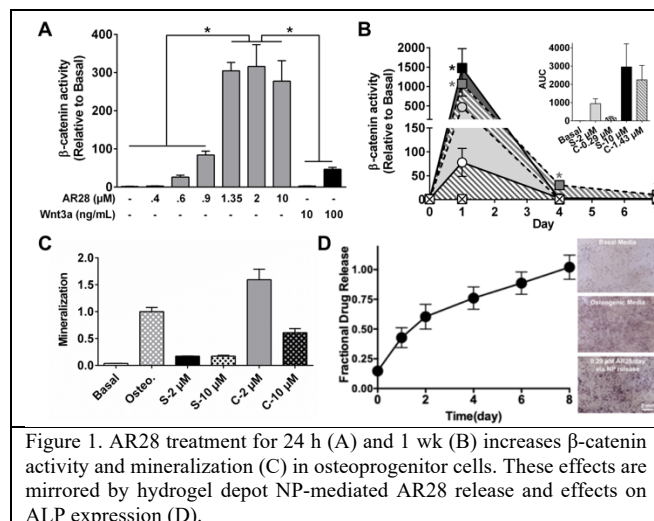 A
400
300
200
100
0
β-catenin activity
(Relative to Basal)
*
*
AR28 (μM)
.4 .6 .9 1.35 2 10
Wnt3a (ng/mL)
10 100
B
2000
1500
1000
500
150
100
50
0
β-catenin activity
(Relative to Basal)
*
*
*
0 1 2 3 4 5 6
Day
AUC
4000
3000
2000
1000
0
Basal
S-2 μM
C-0.29 μM
S-10 μM
C-1.43 μM
C
Mineralization
2.0
1.5
1.0
0.5
0.0
Basal
Osteo.
S-2 μM
S-10 μM
C-2 μM
C-10 μM
D
Fractional Drug Release
1.00
0.75
0.50
0.25
0.00
0 2 4 6 8
Time(day)
Basal Media
Osteogenic Media
0.29 μM AR28/day
via NP release
Figure 1. AR28 treatment for 24 h (A) and 1 wk (B) increases β-catenin
activity and mineralization (C) in osteoprogenitor cells. These effects are
mirrored by hydrogel depot NP-mediated AR28 release and effects on
ALP expression (D).